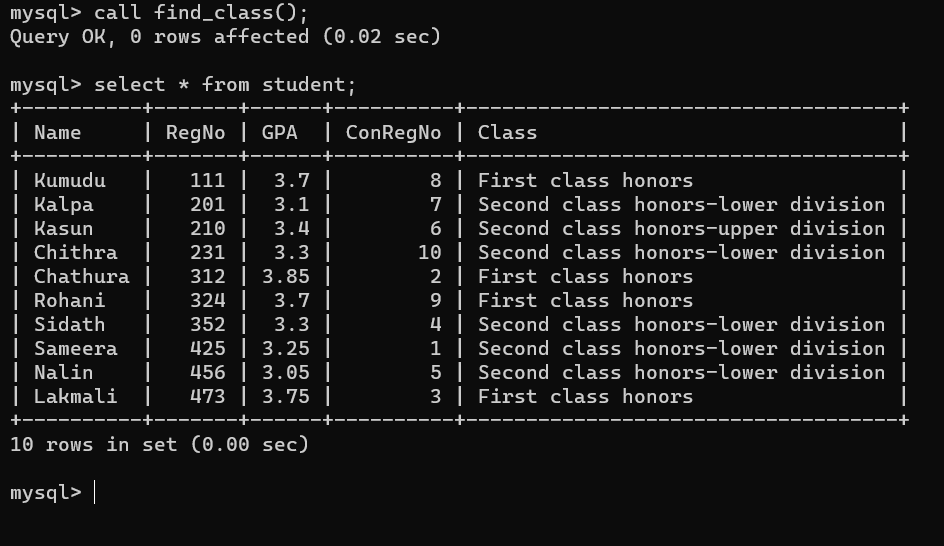 mysql> call find_class();
Query OK, 0 rows affected (0.02 sec)

mysql> select * from student;
+----------+-------+------+----------+------------------------------------+
| Name     | RegNo | GPA  | ConRegNo | Class                              |
+----------+-------+------+----------+------------------------------------+
| Kumudu   |   111 |  3.7 |        8 | First class honors                 |
| Kalpa    |   201 |  3.1 |        7 | Second class honors-lower division |
| Kasun    |   210 |  3.4 |        6 | Second class honors-upper division |
| Chithra  |   231 |  3.3 |       10 | Second class honors-lower division |
| Chathura |   312 | 3.85 |        2 | First class honors                 |
| Rohani   |   324 |  3.7 |        9 | First class honors                 |
| Sidath   |   352 |  3.3 |        4 | Second class honors-lower division |
| Sameera  |   425 | 3.25 |        1 | Second class honors-lower division |
| Nalin    |   456 | 3.05 |        5 | Second class honors-lower division |
| Lakmali  |   473 | 3.75 |        3 | First class honors                 |
+----------+-------+------+----------+------------------------------------+
10 rows in set (0.00 sec)

mysql>